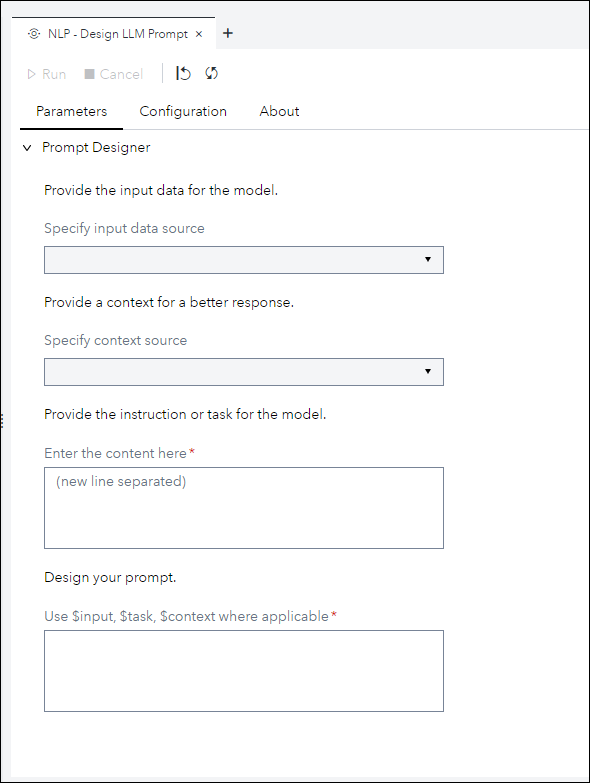 NLP - Design LLM Prompt × +
Run Cancel
Parameters Configuration About
Prompt Designer
Provide the input data for the model.
Specify input data source
Provide a context for a better response.
Specify context source
Provide the instruction or task for the model.
Enter the content here*
(new line separated)
Design your prompt.
Use $input, $task, $context where applicable*